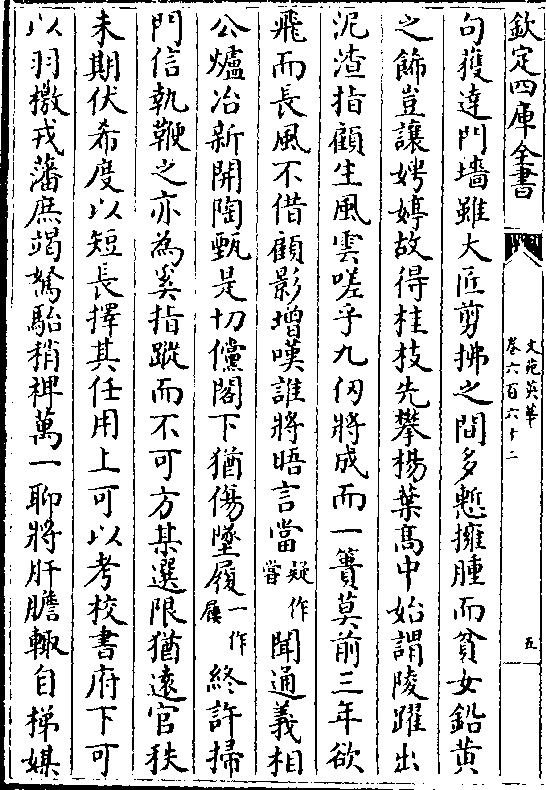 欽定四庫全書
文苑英華
卷六百六十二
五
句獲達門墻雖大匠剪拂之間多慙擁腫而貧女鉛黄
之飾豈讓娉婷故得桂枝先攀楊葉髙中始謂陵躍出
泥渣指顧生風雲嗟乎九仭將成而一簣莫前三年欲
飛而長風不借顧影增嘆誰將晤言當疑作嘗聞通義相
公爐冶新開陶甄是切儻閣下猶傷墜履一作屨終許掃
門信執鞭之亦為奚指蹤而不可方某選限猶遠官秩
未期伏希度以短長擇其任用上可以考校書府下可
以羽檄戎藩庶竭駑駘稍禆萬一聊將肝膽輙自梯媒